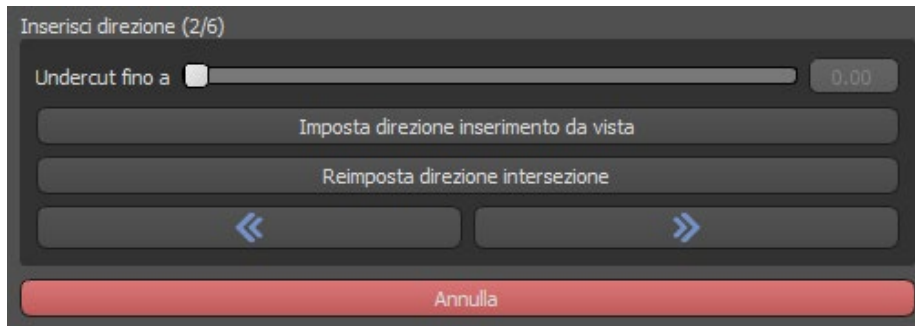 Inserisci direzione (2/6)
Undercut fino a 0.00
Imposta direzione inserimento da vista
Reimposta direzione intersezione
Annulla